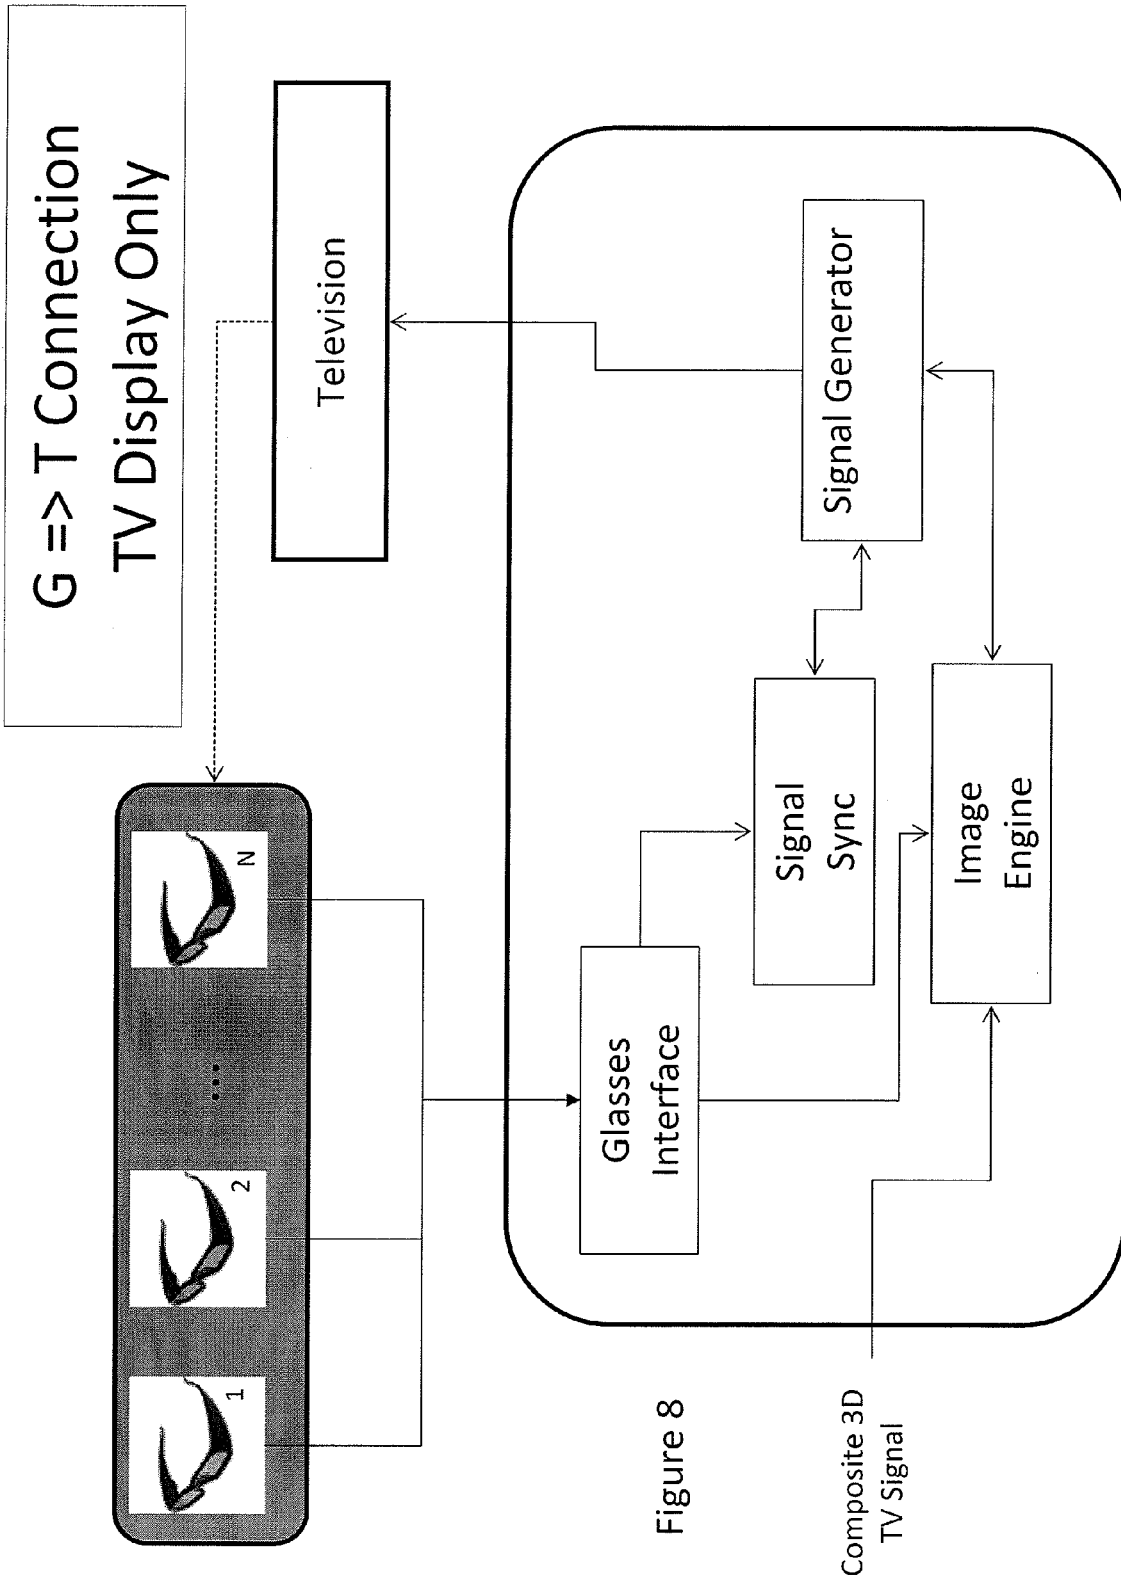 G => T Connection
TV Display Only
1
2
...
N
Television
Glasses
Interface
Signal
Sync
Signal Generator
Image
Engine
Figure 8
Composite 3D
TV Signal